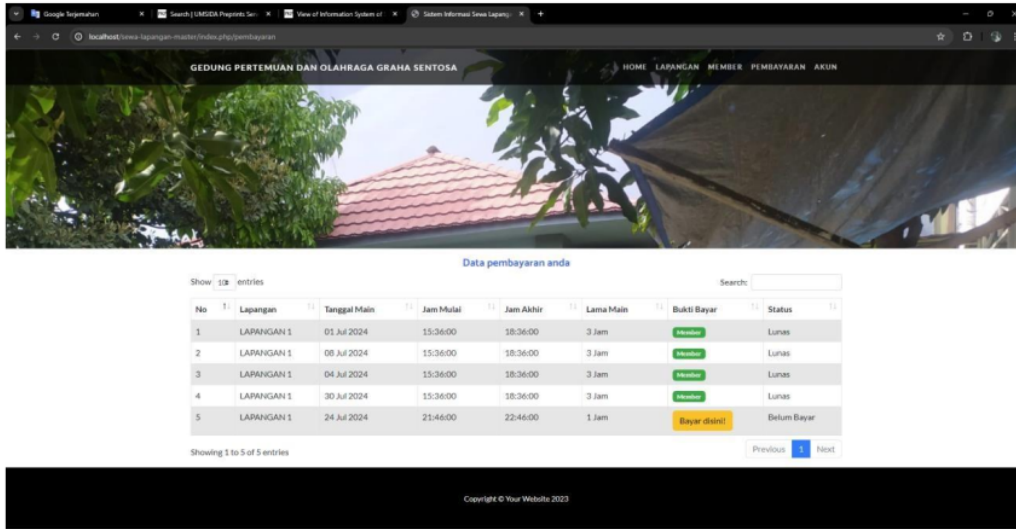 Google Terjemahan
Search | UMSIDA Preprints Ser
View of Information System of
Sistem Informasi Sewa Lapang
localhost/sewa-lapangan-master/index.php/pembayaran
GEDUNG PERTEMUAN DAN OLAHRAGA GRAHA SENTOSA HOME LAPANGAN MEMBER PEMBAYARAN AKUN
Data pembayaran anda
Show 10 entries Search:
No Lapangan Tanggal Main Jam Mulai Jam Akhir Lama Main Bukti Bayar Status
1 LAPANGAN 1 01 Jul 2024 15:36:00 18:36:00 3 Jam Member Lunas
2 LAPANGAN 1 08 Jul 2024 15:36:00 18:36:00 3 Jam Member Lunas
3 LAPANGAN 1 04 Jul 2024 15:36:00 18:36:00 3 Jam Member Lunas
4 LAPANGAN 1 30 Jul 2024 15:36:00 18:36:00 3 Jam Member Lunas
5 LAPANGAN 1 24 Jul 2024 21:46:00 22:46:00 1 Jam Bayar disini! Belum Bayar
Showing 1 to 5 of 5 entries Previous 1 Next
Copyright © Your Website 2023